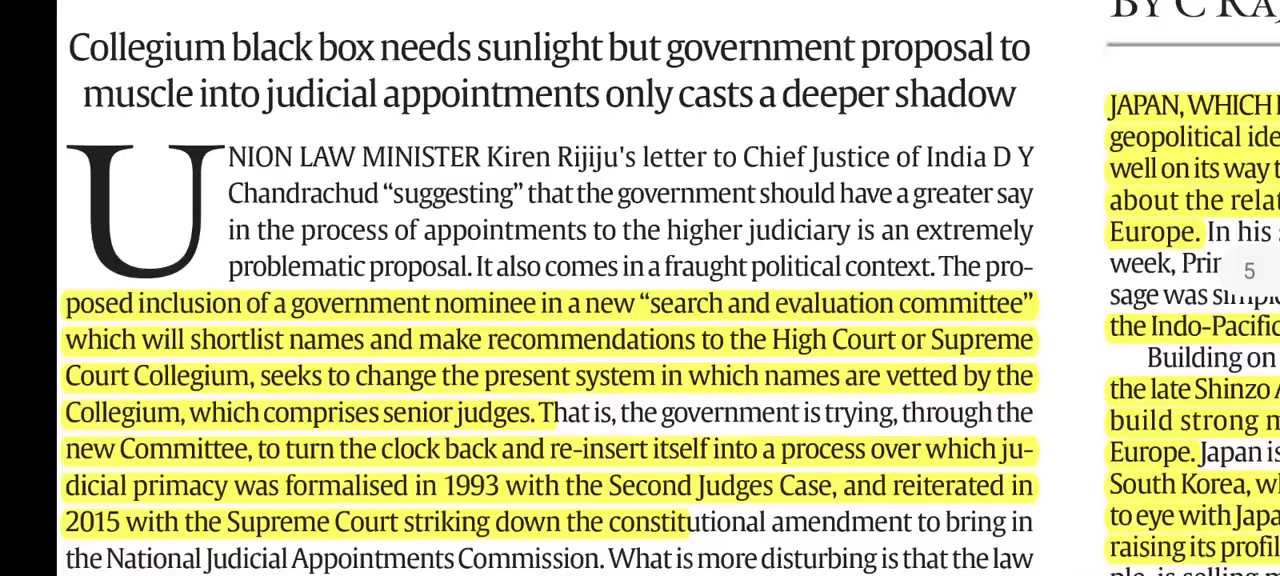 Collegium black box needs sunlight but government proposal to
muscle into judicial appointments only casts a deeper shadow
UNION LAW MINISTER Kiren Rijiju's letter to Chief Justice of India D Y
Chandrachud “suggesting” that the government should have a greater say
in the process of appointments to the higher judiciary is an extremely
problematic proposal. It also comes in a fraught political context. The pro-
posed inclusion of a government nominee in a new “search and evaluation committee”
which will shortlist names and make recommendations to the High Court or Supreme
Court Collegium, seeks to change the present system in which names are vetted by the
Collegium, which comprises senior judges. That is, the government is trying, through the
new Committee, to turn the clock back and re-insert itself into a process over which ju-
dicial primacy was formalised in 1993 with the Second Judges Case, and reiterated in
2015 with the Supreme Court striking down the constitutional amendment to bring in
the National Judicial Appointments Commission. What is more disturbing is that the law
BY C RA
JAPAN, WHICH
geopolitical ide
well on its way t
about the relat
Europe. In his
week, Prir
5
sage was
the Indo-Pacific
Building on
the late Shinzo A
build strong
Europe. Japan is
South Korea, w
to eye with Japa
raising its profil